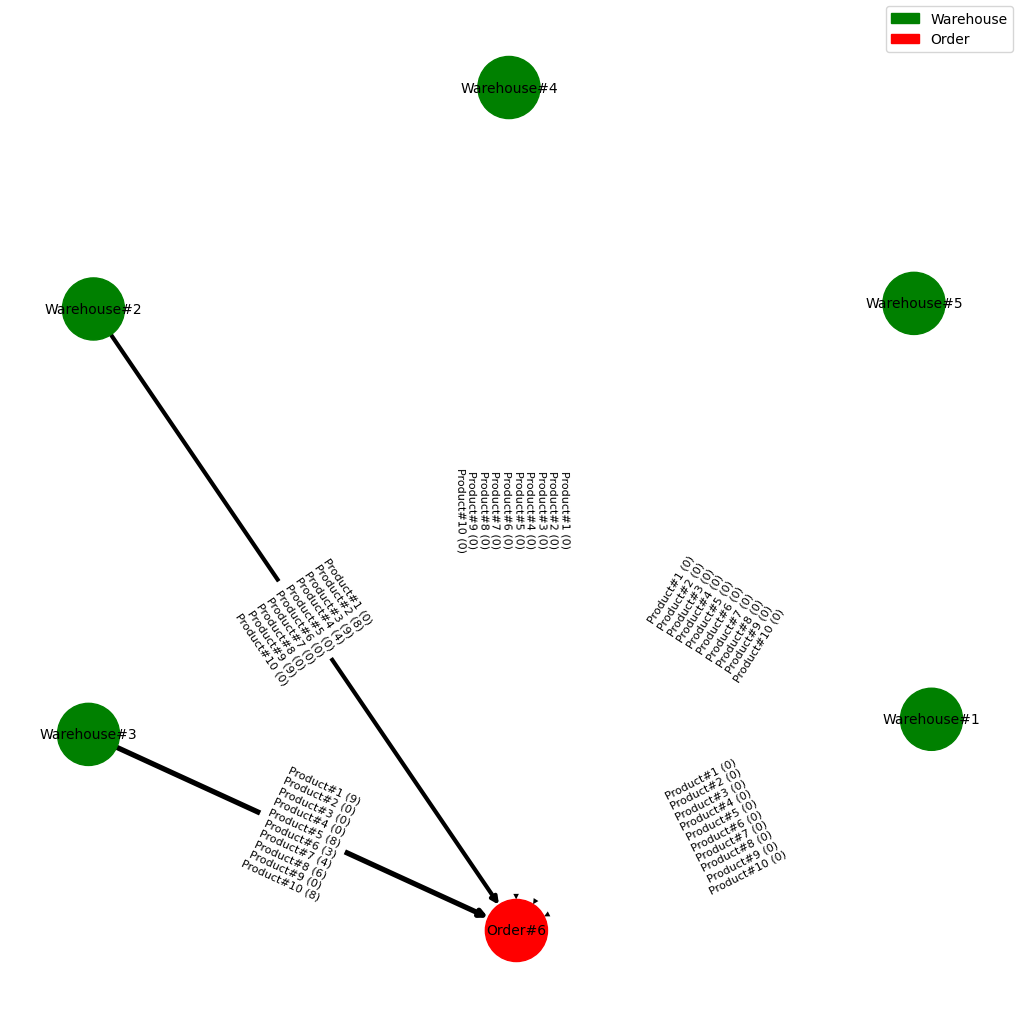 Warehouse
Order
Warehouse#4
Warehouse#2
Warehouse#5
Product#1 (0)
Product#2 (0)
Product#3 (0)
Product#4 (0)
Product#5 (0)
Product#6 (0)
Product#7 (0)
Product#8 (0)
Product#9 (0)
Product#10 (0)
Product#1 (0)
Product#2 (8)
Product#3 (9)
Product#4 (4)
Product#5 (0)
Product#6 (0)
Product#7 (0)
Product#8 (0)
Product#9 (9)
Product#10 (0)
Product#1 (0)
Product#2 (0)
Product#3 (0)
Product#4 (0)
Product#5 (0)
Product#6 (0)
Product#7 (0)
Product#8 (0)
Product#9 (0)
Product#10 (0)
Warehouse#3
Warehouse#1
Product#1 (9)
Product#2 (0)
Product#3 (0)
Product#4 (0)
Product#5 (8)
Product#6 (3)
Product#7 (4)
Product#8 (6)
Product#9 (0)
Product#10 (8)
Product#1 (0)
Product#2 (0)
Product#3 (0)
Product#4 (0)
Product#5 (0)
Product#6 (0)
Product#7 (0)
Product#8 (0)
Product#9 (0)
Product#10 (0)
Order#6